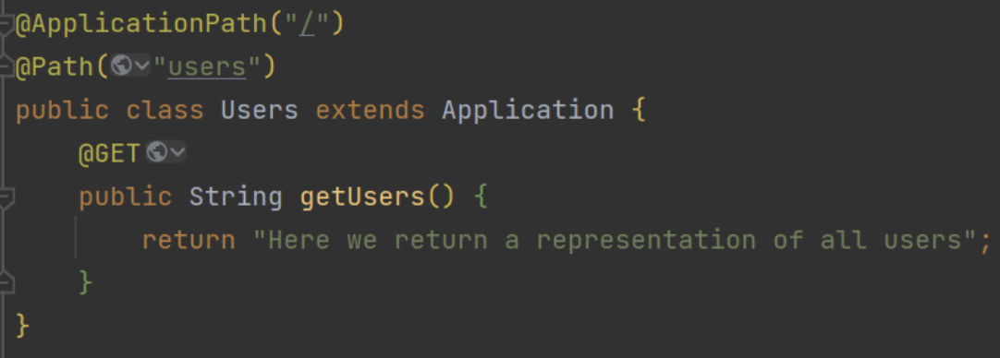 @ApplicationPath("/")
@Path("users")
public class Users extends Application {
    @GET
    public String getUsers() {
        return "Here we return a representation of all users";
    }
}